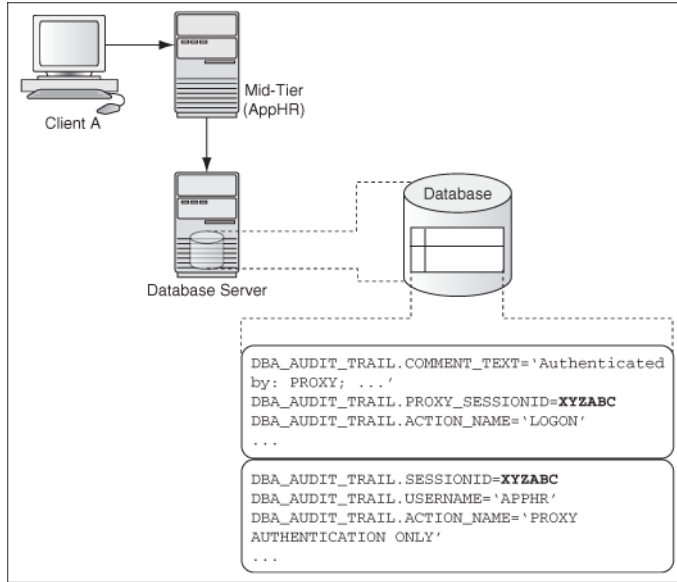 Client A
Mid-Tier
(AppHR)
Database Server
Database
DBA_AUDIT_TRAIL.COMMENT_TEXT=‘Authenticated
by: PROXY; ...’
DBA_AUDIT_TRAIL.PROXY_SESSIONID=XYZABC
DBA_AUDIT_TRAIL.ACTION_NAME=‘LOGON’
...
DBA_AUDIT_TRAIL.SESSIONID=XYZABC
DBA_AUDIT_TRAIL.USERNAME=‘APPHR’
DBA_AUDIT_TRAIL.ACTION_NAME=‘PROXY
AUTHENTICATION ONLY’
...